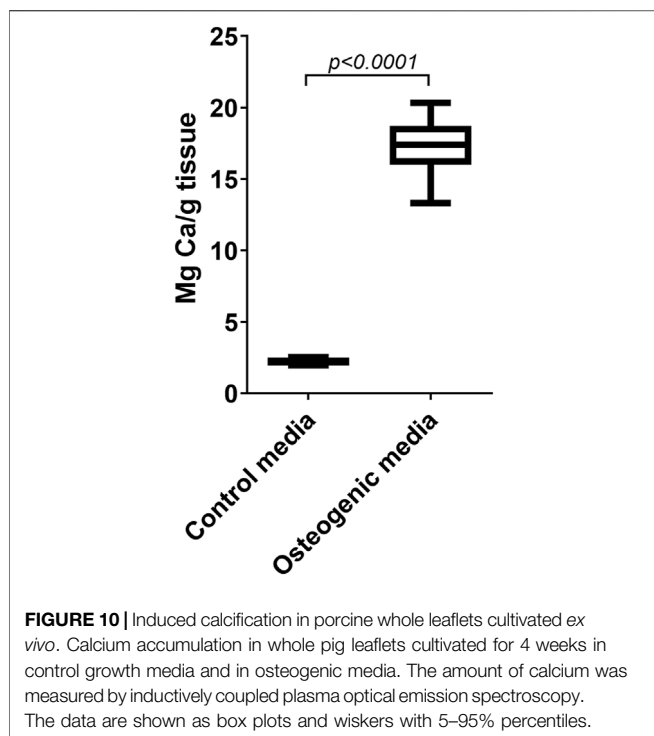 25
p<0.0001
20
15
10
5
0
Mg Ca/g tissue
Control media
Osteogenic media
FIGURE 10 | Induced calcification in porcine whole leaflets cultivated ex
vivo. Calcium accumulation in whole pig leaflets cultivated for 4 weeks in
control growth media and in osteogenic media. The amount of calcium was
measured by inductively coupled plasma optical emission spectroscopy.
The data are shown as box plots and wiskers with 5–95% percentiles.